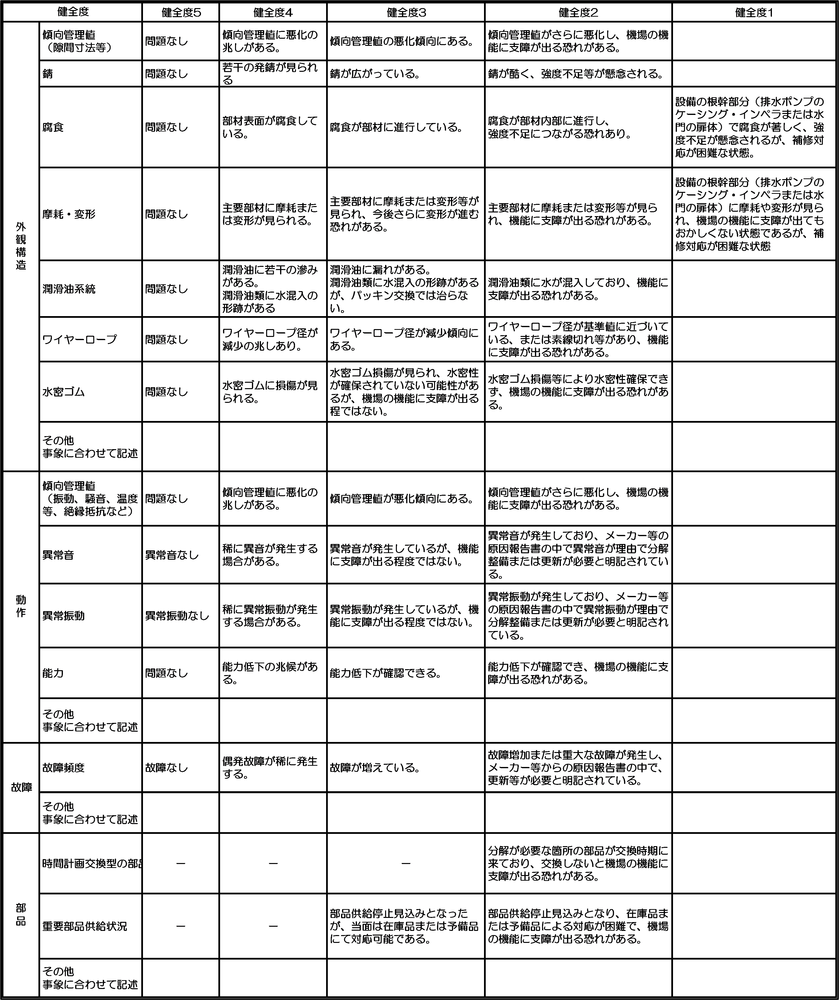 健全度
健全度5
健全度4
健全度3
健全度2
健全度1
外観構造
傾向管理値
（隙間寸法等）
問題なし
傾向管理値に悪化の
兆しがある。
傾向管理値の悪化傾向にある。
傾向管理値がさらに悪化し、機場の機
能に支障が出る恐れがある。
錆
問題なし
若干の発錆が見られ
る
錆が広がっている。
錆が酷く、強度不足等が懸念される。
腐食
問題なし
部材表面が腐食して
いる。
腐食が部材に進行している。
腐食が部材内部に進行し、
強度不足につながる恐れあり。
設備の根幹部分（排水ポンプの
ケーシング・インペラまたは水
門の扉体）で腐食が著しく、強
度不足が懸念されるが、補修対
応が困難な状態。
摩耗・変形
問題なし
主要部材に摩耗また
は変形が見られる。
主要部材に摩耗または変形等が
見られ、今後さらに変形が進む
恐れがある。
主要部材に摩耗または変形等が見ら
れ、機能に支障が出る恐れがある。
設備の根幹部分（排水ポンプの
ケーシング・インペラまたは水
門の扉体）に摩耗や変形が見ら
れ、機場の機能に支障が出ても
おかしくない状態であるが、補
修対応が困難な状態
潤滑油系統
問題なし
潤滑油に若干の滲み
がある。
潤滑油類に水混入の
形跡がある
潤滑油に漏れがある。
潤滑油類に水混入の形跡がある
が、パッキン交換では治らな
い。
潤滑油類に水が混入しており、機能に
支障が出る恐れがある。
ワイヤーロープ
問題なし
ワイヤーロープ径が
減少の兆しあり。
ワイヤーロープ径が減少傾向に
ある。
ワイヤーロープ径が基準値に近づいて
いる、または素線切れ等があり、機能
に支障が出る恐れがある。
水密ゴム
問題なし
水密ゴムに損傷が見
られる。
水密ゴム損傷が見られ、水密性
が確保されていない可能性があ
るが、機場の機能に支障が出る
程ではない。
水密ゴム損傷等により水密性確保でき
ず、機場の機能に支障が出る恐れがあ
る。
その他
事象に合わせて記述
動作
傾向管理値
（振動、騒音、温度
等、絶縁抵抗など）
問題なし
傾向管理値に悪化の
兆しがある。
傾向管理値が悪化傾向にある。
傾向管理値がさらに悪化し、機場の機
能に支障が出る恐れがある。
異常音
異常音なし
稀に異音が発生する
場合がある。
異常音が発生しているが、機能
に支障が出る程度ではない。
異常音が発生しており、メーカー等の
原因報告書の中で異常音が理由で分解
整備または更新が必要と明記されてい
る。
異常振動
異常振動なし
稀に異常振動が発生
する場合がある。
異常振動が発生しているが、機
能に支障が出る程度ではない。
異常振動が発生しており、メーカー等
の原因報告書の中で異常振動が理由で
分解整備または更新が必要と明記され
ている。
能力
問題なし
能力低下の兆候があ
る。
能力低下が確認できる。
能力低下が確認でき、機場の機能に支
障が出る恐れがある。
その他
事象に合わせて記述
故障
故障頻度
故障なし
偶発故障が稀に発生
する。
故障が増えている。
故障増加または重大な故障が発生し、
メーカー等からの原因報告書の中で、
更新等が必要と明記されている。
その他
事象に合わせて記述
部品
時間計画交換型の部品
－
－
－
分解が必要な箇所の部品が交換時期に
来ており、交換しないと機場の機能に
支障が出る恐れがある。
重要部品供給状況
－
－
部品供給停止見込みとなった
が、当面は在庫品または予備品
にて対応可能である。
部品供給停止見込みとなり、在庫品ま
たは予備品による対応が困難で、機場
の機能に支障が出る恐れがある。
その他
事象に合わせて記述